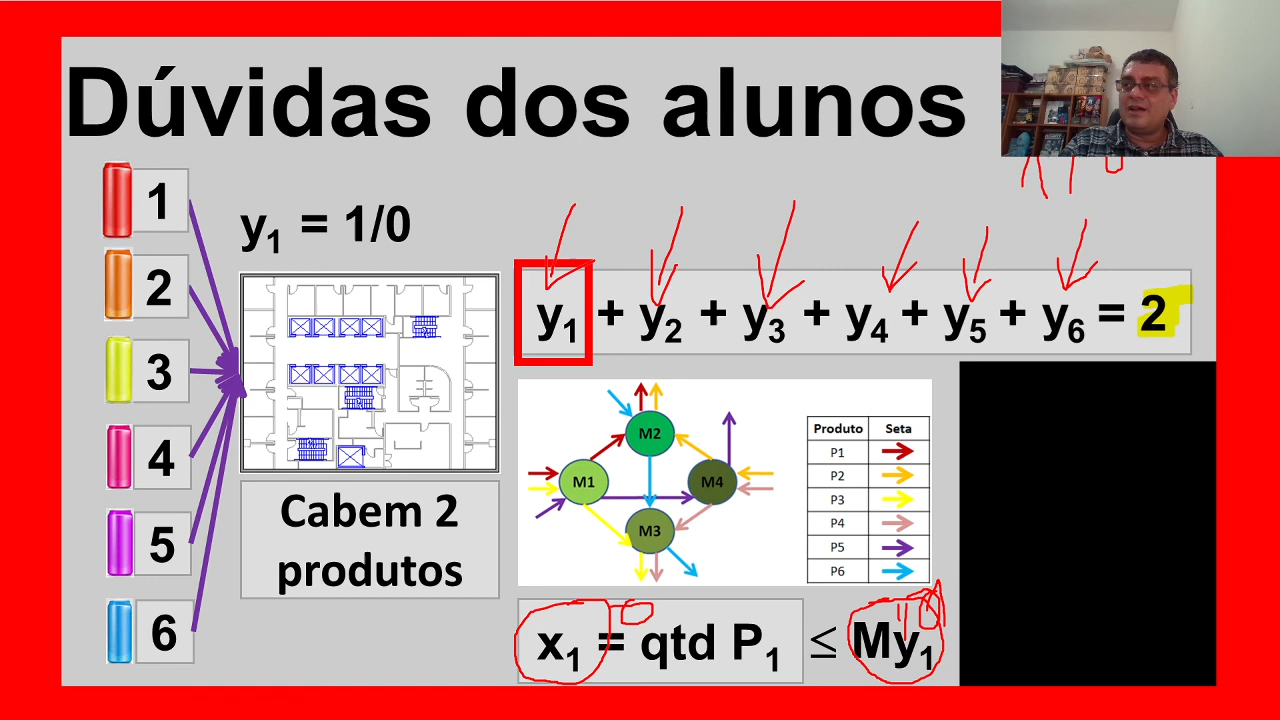 Dúvidas dos alunos
1
2
3
4
5
6
y₁ = 1/0
Cabem 2
produtos
y₁ + y₂ + y₃ + y₄ + y₅ + y₆ = 2
M2
M1
M4
M3
Produto Seta
P1
P2
P3
P4
P5
P6
x₁ = qtd P₁ ≤ My₁